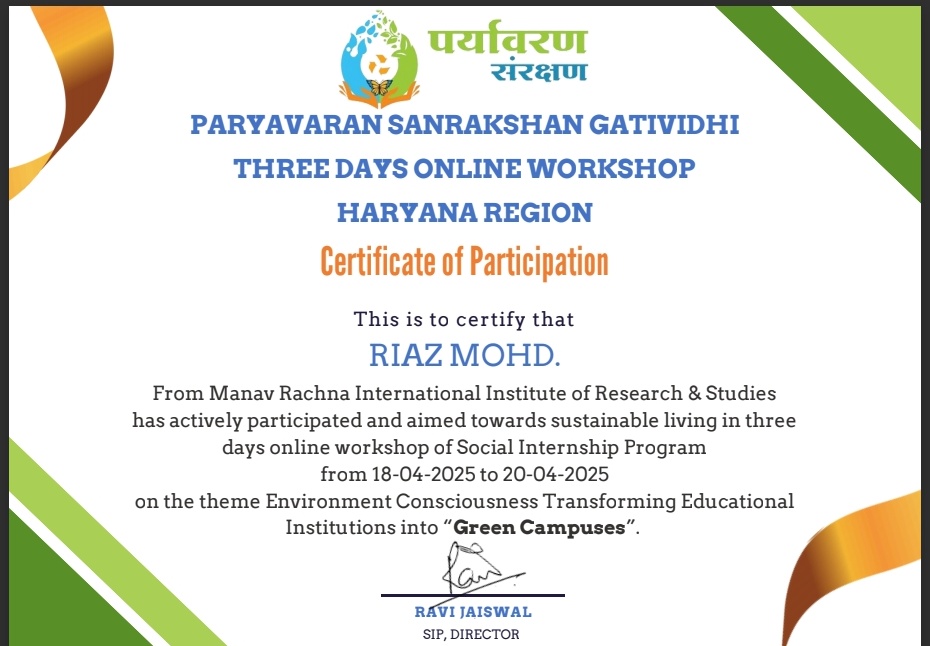 पर्यावरण
संरक्षण
PARYAVARAN SANRAKSHAN GATIVIDHI
THREE DAYS ONLINE WORKSHOP
HARYANA REGION
Certificate of Participation
This is to certify that
RIAZ MOHD.
From Manav Rachna International Institute of Research & Studies
has actively participated and aimed towards sustainable living in three
days online workshop of Social Internship Program
from 18-04-2025 to 20-04-2025
on the theme Environment Consciousness Transforming Educational
Institutions into “Green Campuses”.
RAVI JAISWAL
SIP, DIRECTOR